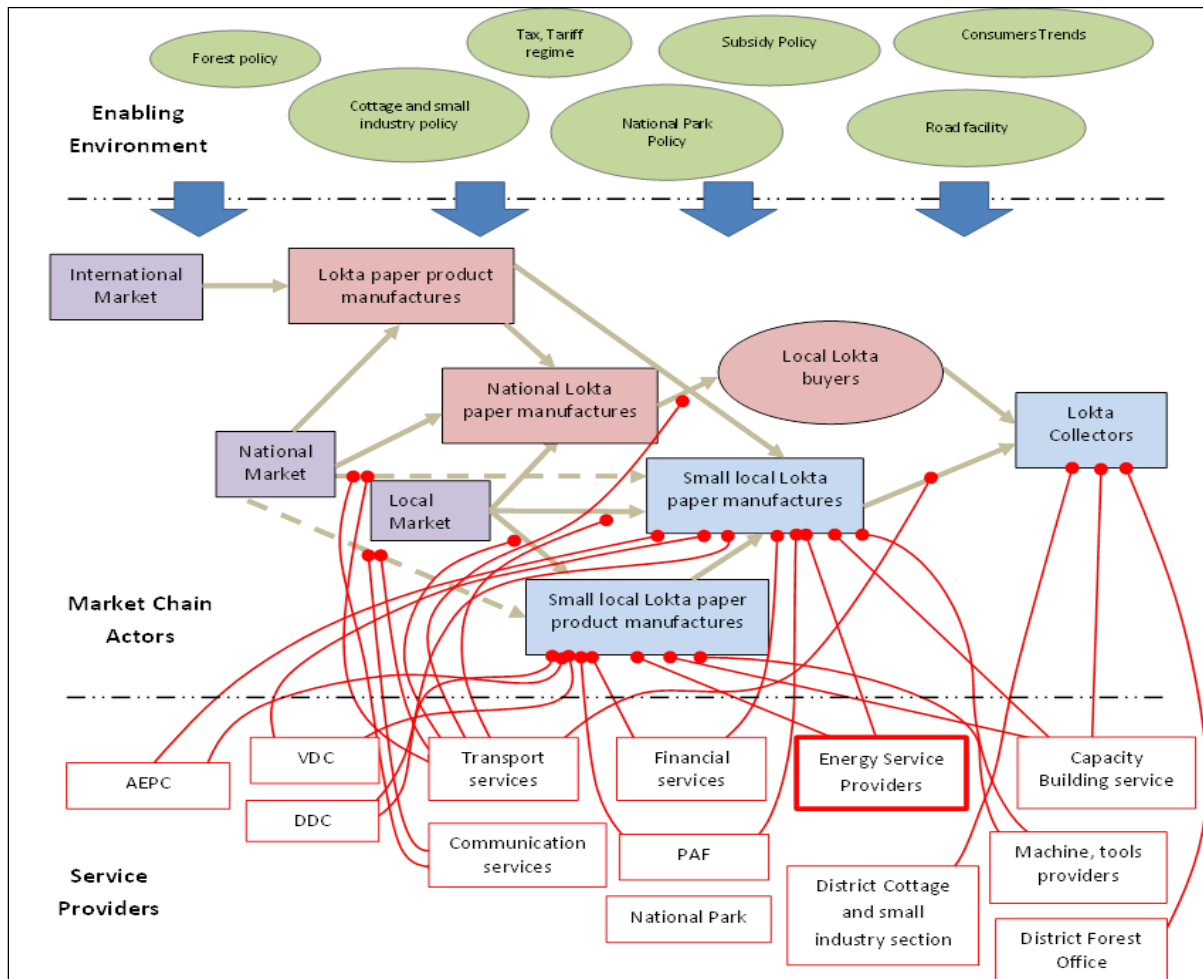 Forest policy
Tax, Tariff
regime
Subsidy Policy
Consumers Trends
Cottage and small
industry policy
National Park
Policy
Road facility
Enabling
Environment
International
Market
Lokta paper product
manufactures
National Lokta
paper manufactures
Local Lokta
buyers
Lokta
Collectors
National
Market
Local
Market
Small local Lokta
paper manufactures
Small local Lokta paper
product manufactures
Market Chain
Actors
AEPC
VDC
DDC
Transport
services
Communication
services
Financial
services
PAF
National Park
Energy Service
Providers
District Cottage
and small
industry section
Capacity
Building service
Machine, tools
providers
District Forest
Office
Service
Providers